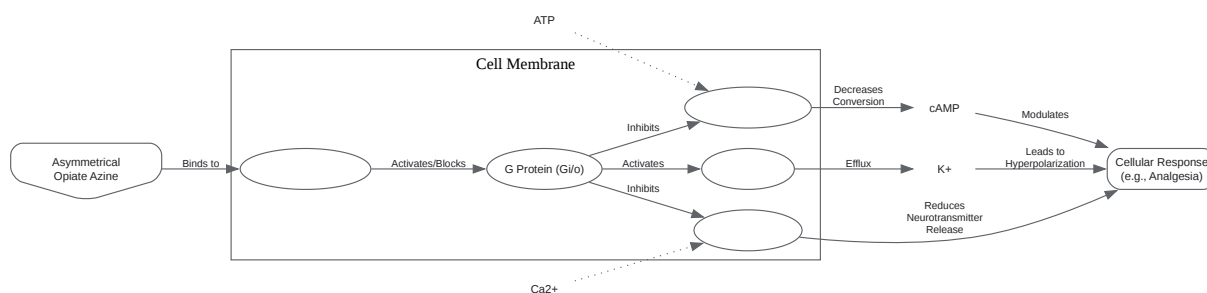 ATP
Cell Membrane
Decreases
Conversion
cAMP
Modulates
Inhibits
Asymmetrical
Opiate Azine
Binds to
Activates/Blocks
G Protein (Gi/o)
Activates
Efflux
K+
Leads to
Hyperpolarization
Cellular Response
(e.g., Analgesia)
Inhibits
Reduces
Neurotransmitter
Release
Ca2+